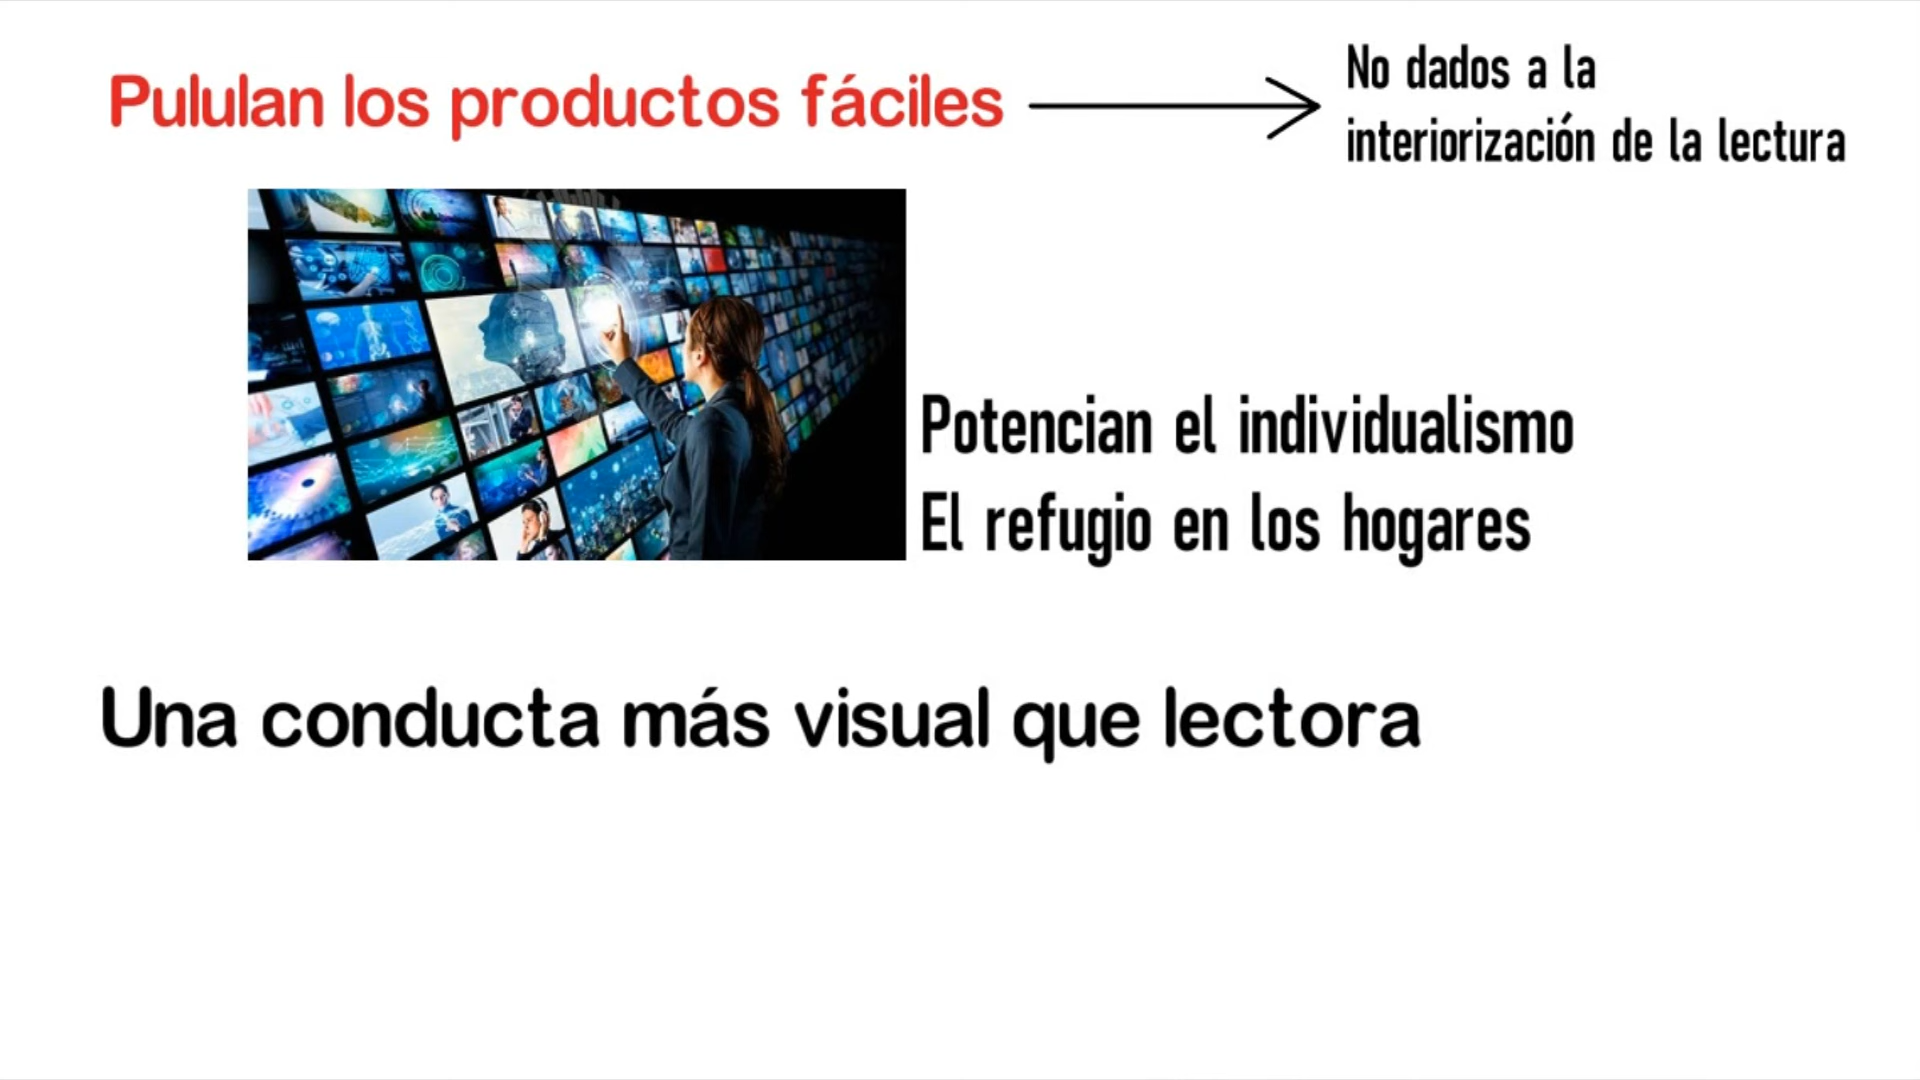 Pululan los productos fáciles
No dados a la
interiorización de la lectura
Potencian el individualismo
El refugio en los hogares
Una conducta más visual que lectora